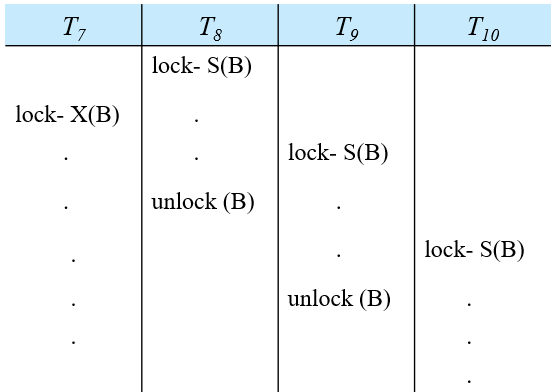 T7 T8 T9 T10
lock- S(B)
lock- X(B) .
. . lock- S(B)
. unlock (B) .
. . lock- S(B)
. unlock (B) .
. .
.